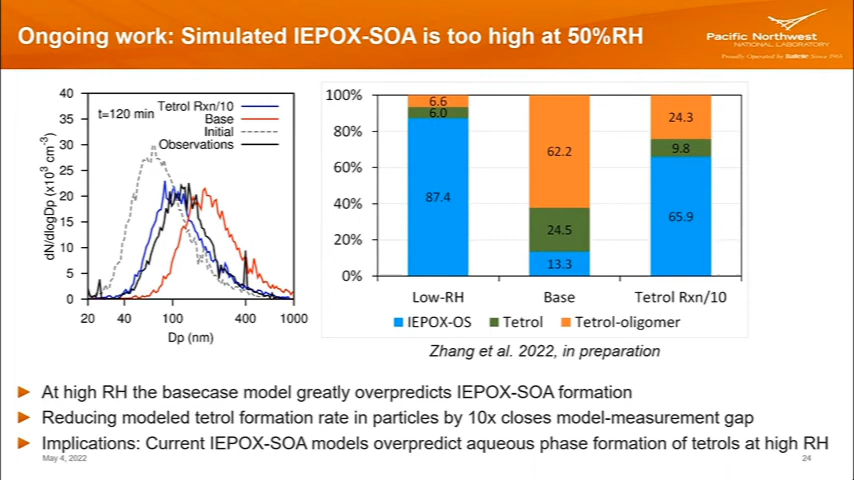 Ongoing work: Simulated IEPOX-SOA is too high at 50%RH
Pacific Northwest
NATIONAL LABORATORY
Proudly Operated by Battelle Since 1965
40
35
30
25
20
15
10
5
0
dN/dlogDp (x10³ cm⁻³)
t=120 min
Tetrol Rxn/10
Base
Initial
Observations
20 40 100 400 1000
Dp (nm)
100%
80%
60%
40%
20%
0%
6.6
6.0
87.4
62.2
24.5
13.3
24.3
9.8
65.9
Low-RH Base Tetrol Rxn/10
IEPOX-OS Tetrol Tetrol-oligomer
Zhang et al. 2022, in preparation
At high RH the basecase model greatly overpredicts IEPOX-SOA formation
Reducing modeled tetrol formation rate in particles by 10x closes model-measurement gap
Implications: Current IEPOX-SOA models overpredict aqueous phase formation of tetrols at high RH
May 4, 2022
24